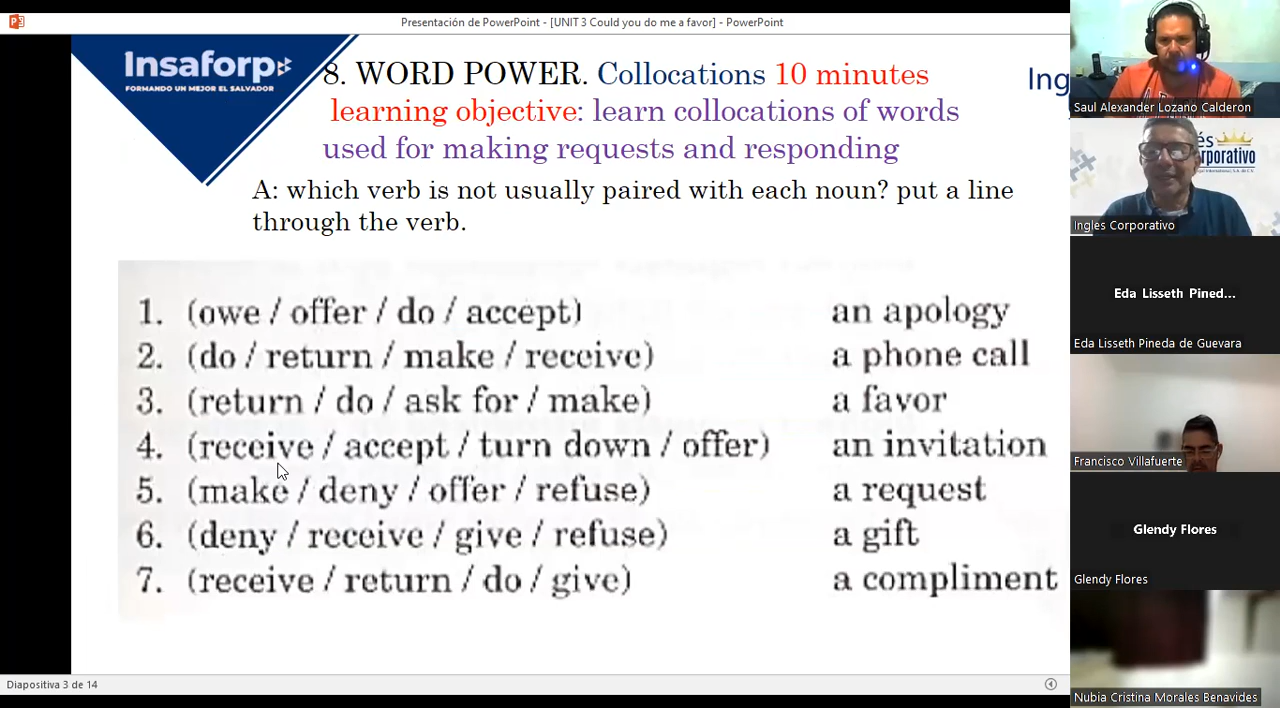 Presentación de PowerPoint - [UNIT 3 Could you do me a favor] - PowerPoint
Insaforp
FORMANDO UN MEJOR EL SALVADOR
8. WORD POWER. Collocations 10 minutes
learning objective: learn collocations of words
used for making requests and responding
Ing
A: which verb is not usually paired with each noun? put a line
through the verb.
1. (owe / offer / do / accept) an apology
2. (do / return / make / receive) a phone call
3. (return / do / ask for / make) a favor
4. (receive / accept / turn down / offer) an invitation
5. (make / deny / offer / refuse) a request
6. (deny / receive / give / refuse) a gift
7. (receive / return / do / give) a compliment
Diapositiva 3 de 14
Saul Alexander Lozano Calderon
és
rporativo
Ingles Corporativo
Eda Lisseth Pined...
Eda Lisseth Pineda de Guevara
Francisco Villafuerte
Glendy Flores
Glendy Flores
Nubia Cristina Morales Benavides